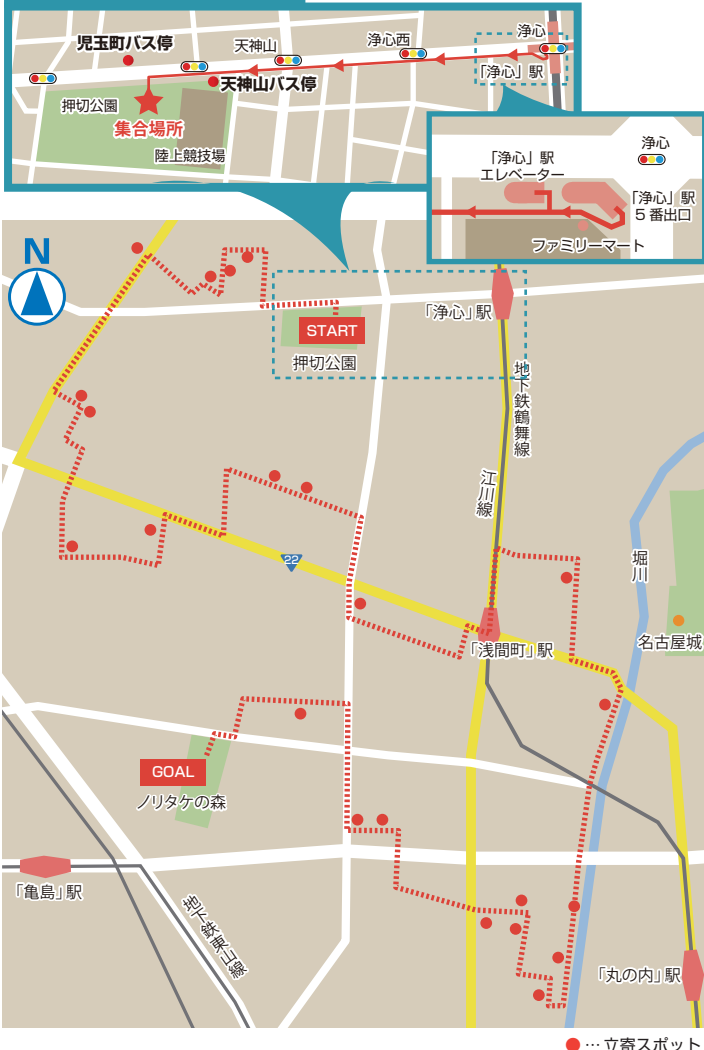 児玉町バス停
天神山
浄心西
浄心
「浄心」駅
天神山バス停
押切公園
集合場所
陸上競技場
「浄心」駅
エレベーター
浄心
「浄心」駅
5番出口
ファミリーマート
N
START
押切公園
「浄心」駅
地下鉄鶴舞線
江川線
22
堀川
名古屋城
「浅間町」駅
GOAL
ノリタケの森
「亀島」駅
地下鉄東山線
「丸の内」駅
…立寄スポット